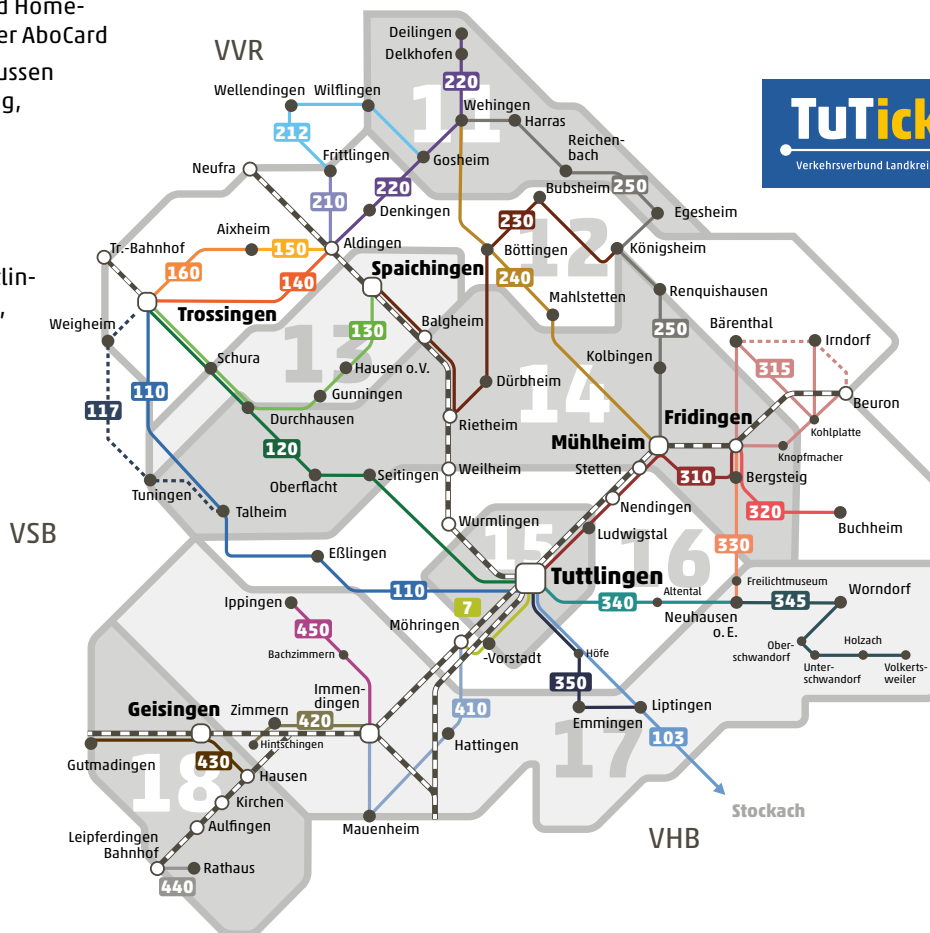 d Home-
er AboCard
ussen
g,
tlin-
,
VVR
Deilingen
Delkhofen
220
Wellendingen
Wilflingen
11
Wehingen
Harras
212
Reichen-
bach
Neufra
Frittlingen
Gosheim
250
Bubsheim
TuTick
Verkehrsverbund Landkrei
220
210
Denkingen
Egesheim
230
12
Tr.-Bahnhof
Aixheim
150
Aldingen
Böttingen
Königsheim
160
Spaichingen
240
140
Mahlstetten
Renquishausen
Trossingen
Weigheim
130
Balgheim
250
Bärenthal
Irndorf
13
Schura
Hausen o.V.
Kolbingen
315
110
Gunningen
Dürbheim
14
Beuron
117
Durchhausen
Rietheim
Fridingen
Kohlplatte
120
Mühlheim
Knopfmacher
Oberflacht
Seitingen
Weilheim
Stetten
310
Bergsteig
Tuningen
Talheim
Nendingen
320
Buchheim
VSB
Wurmlingen
Ludwigstal
15
16
330
Eßlingen
Tuttlingen
Freilichtmuseum
Worndorf
110
Altental
345
Ippingen
7
340
Neuhausen
o. E.
450
Möhringen
Ober-
schwandorf
Holzach
Bachzimmern
-Vorstadt
Höfe
Unter-
schwandorf
Volkerts-
weiler
350
Immen-
dingen
Geisingen
Zimmern
420
410
Emmingen
Liptingen
Hintschingen
Hattingen
103
Gutmadingen
430
17
Hausen
18
Kirchen
Stockach
Aulfingen
Mauenheim
VHB
Leipferdingen
Bahnhof
Rathaus
440